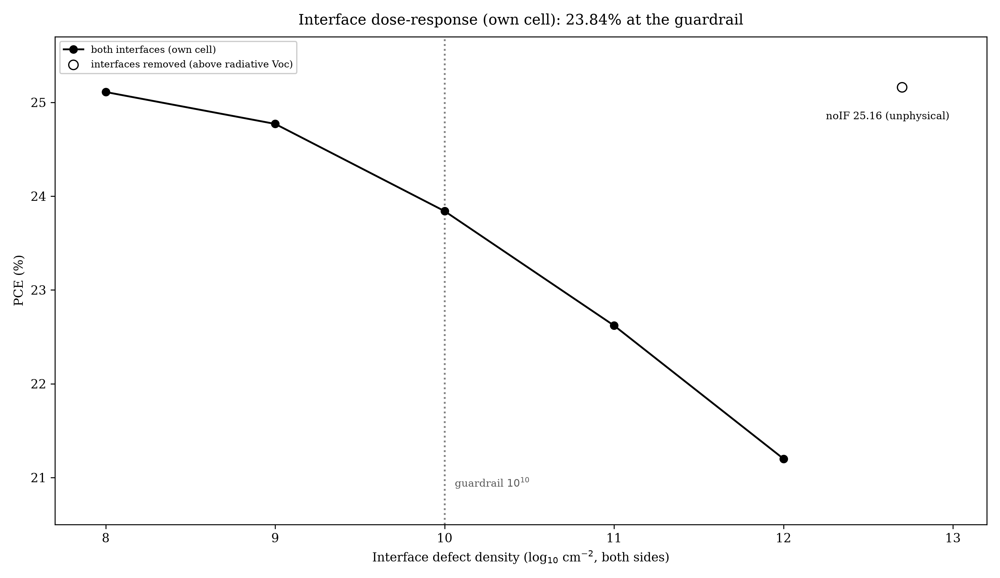 Interface dose-response (own cell): 23.84% at the guardrail
both interfaces (own cell)
interfaces removed (above radiative Voc)
noIF 25.16 (unphysical)
guardrail 10¹⁰
PCE (%)
25
24
23
22
21
8 9 10 11 12 13
Interface defect density (log₁₀ cm⁻², both sides)